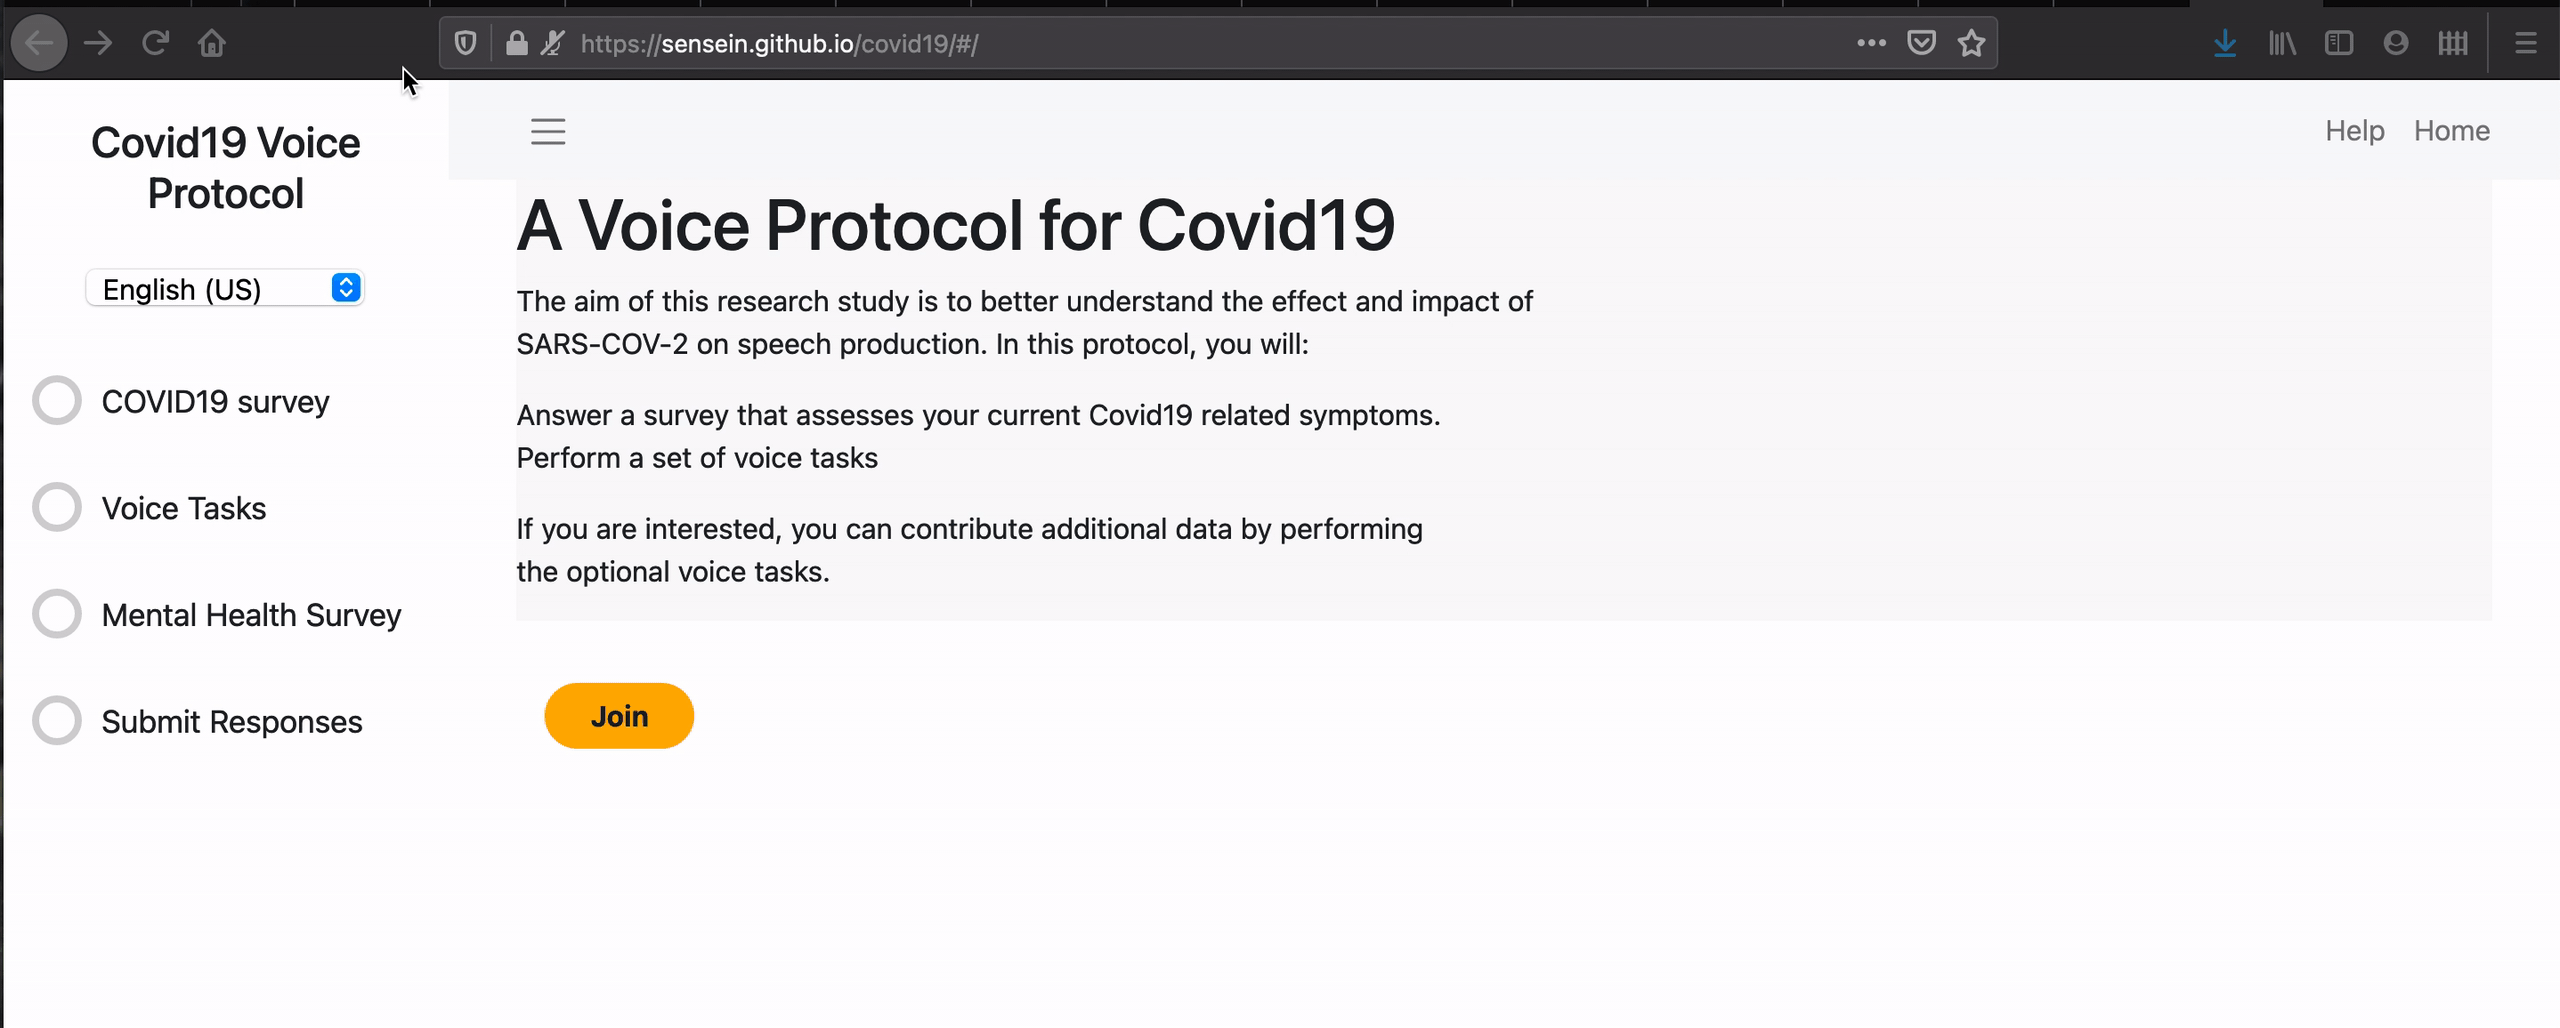 https://sensein.github.io/covid19/#/
Covid19 Voice
Protocol
English (US)
COVID19 survey
Voice Tasks
Mental Health Survey
Submit Responses
Help Home
A Voice Protocol for Covid19
The aim of this research study is to better understand the effect and impact of
SARS-COV-2 on speech production. In this protocol, you will:
Answer a survey that assesses your current Covid19 related symptoms.
Perform a set of voice tasks
If you are interested, you can contribute additional data by performing
the optional voice tasks.
Join